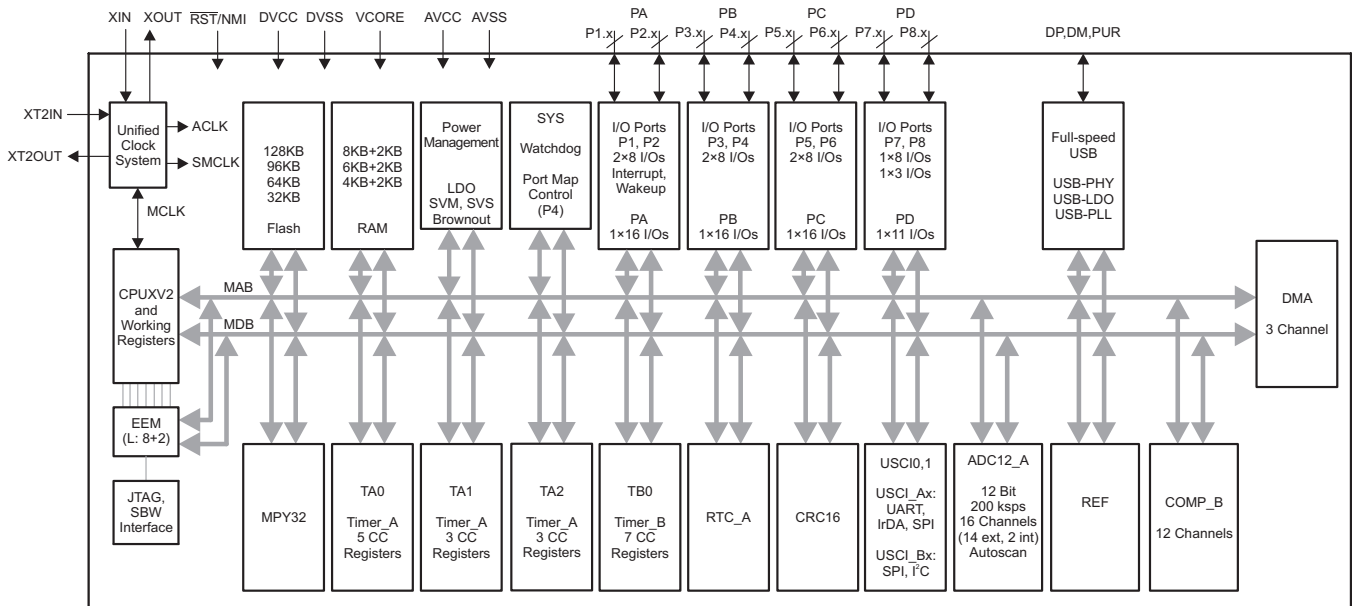 XIN
XOUT
RST/NMI
DVCC
DVSS
VCORE
AVCC
AVSS
PA
P1.x
P2.x
PB
P3.x
P4.x
PC
P5.x
P6.x
PD
P7.x
P8.x
DP,DM,PUR
XT2IN
XT2OUT
Unified
Clock
System
ACLK
SMCLK
MCLK
128KB
96KB
64KB
32KB
Flash
8KB+2KB
6KB+2KB
4KB+2KB
RAM
Power
Management
LDO
SVM, SVS
Brownout
SYS
Watchdog
Port Map
Control
(P4)
I/O Ports
P1, P2
2×8 I/Os
Interrupt,
Wakeup
PA
1×16 I/Os
I/O Ports
P3, P4
2×8 I/Os
PB
1×16 I/Os
I/O Ports
P5, P6
2×8 I/Os
PC
1×16 I/Os
I/O Ports
P7, P8
1×8 I/Os
1×3 I/Os
PD
1×11 I/Os
Full-speed
USB
USB-PHY
USB-LDO
USB-PLL
CPUXV2
and
Working
Registers
MAB
MDB
DMA
3 Channel
EEM
(L: 8+2)
JTAG,
SBW
Interface
MPY32
TA0
Timer_A
5 CC
Registers
TA1
Timer_A
3 CC
Registers
TA2
Timer_A
3 CC
Registers
TB0
Timer_B
7 CC
Registers
RTC_A
CRC16
USCI0,1
USCI_Ax:
UART,
IrDA, SPI
USCI_Bx:
SPI, I²C
ADC12_A
12 Bit
200 ksps
16 Channels
(14 ext, 2 int)
Autoscan
REF
COMP_B
12 Channels